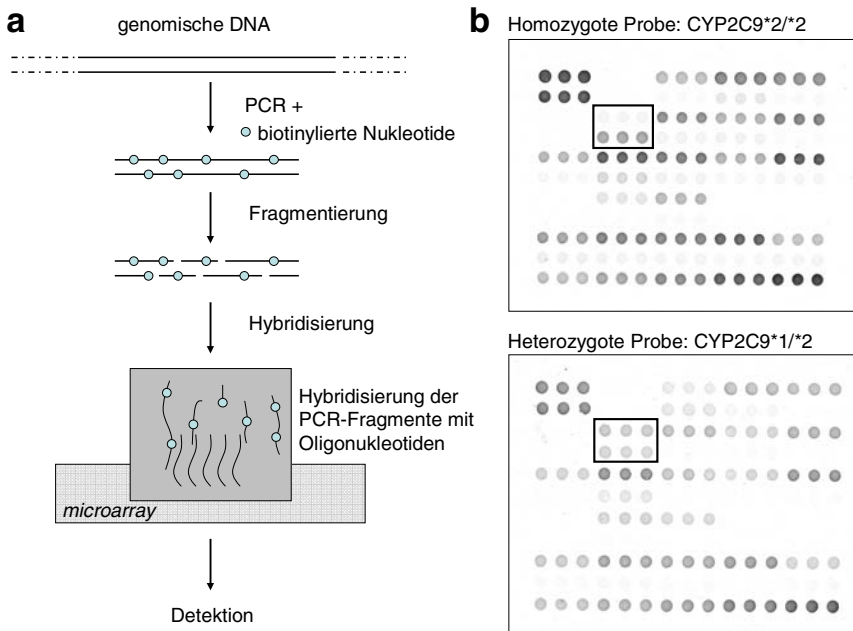 a
genomische DNA
PCR +
biotinylierte Nukleotide
Fragmentierung
Hybridisierung
Hybridisierung der
PCR-Fragmente mit
Oligonukleotiden
microarray
Detektion
b
Homozygote Probe: CYP2C9*2/*2
Heterozygote Probe: CYP2C9*1/*2